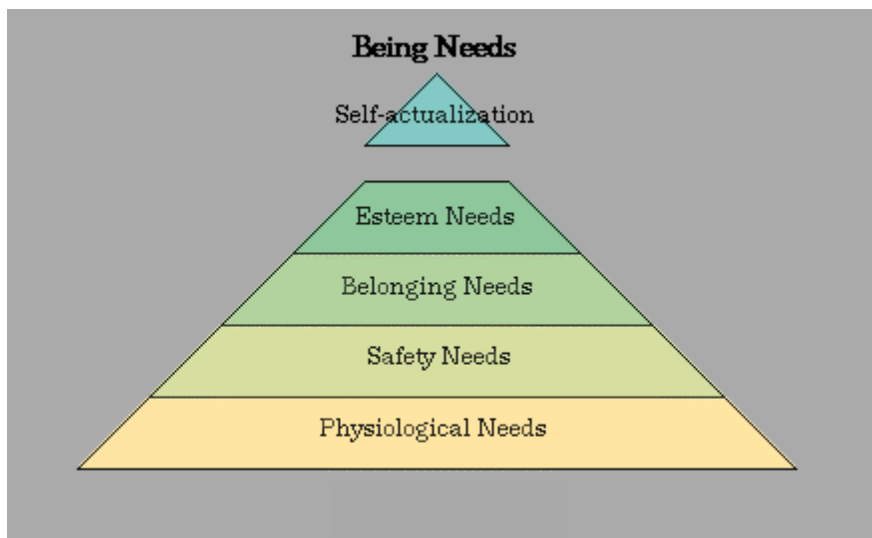 Being Needs
Self-actualization
Esteem Needs
Belonging Needs
Safety Needs
Physiological Needs